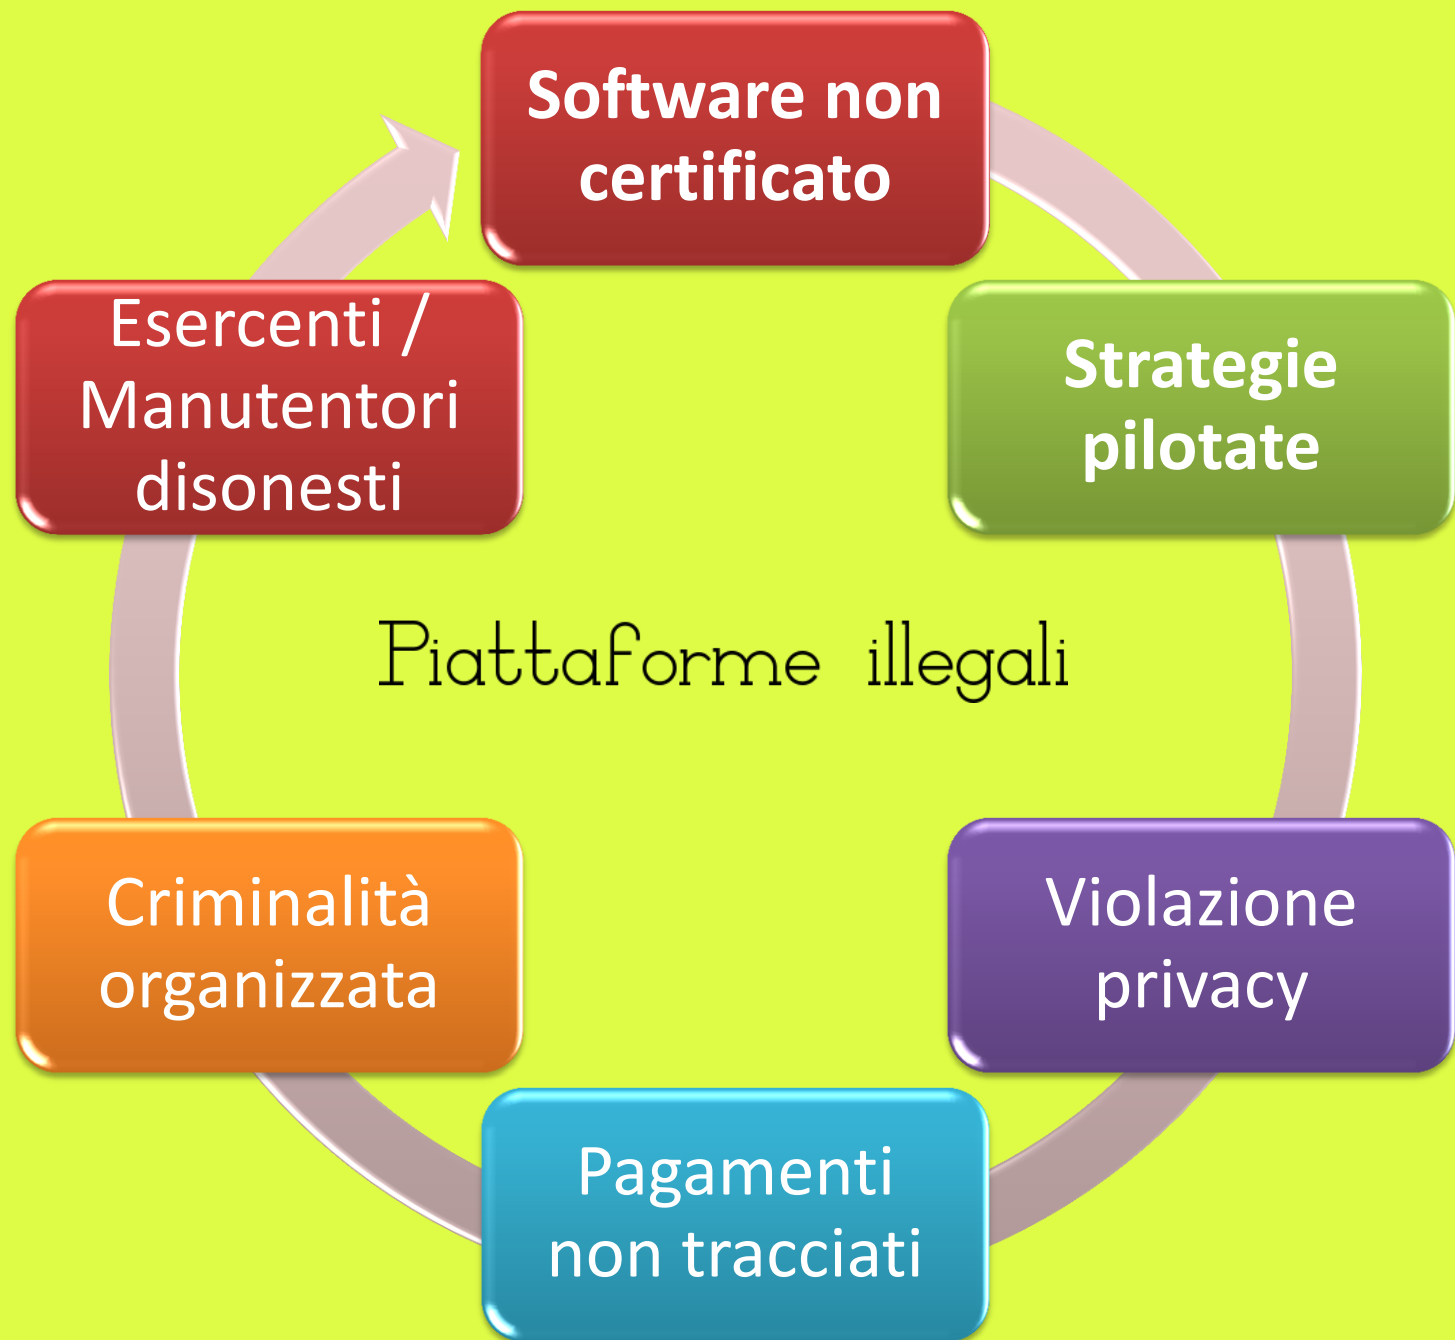 Software non
certificato
Strategie
pilotate
Violazione
privacy
Pagamenti
non tracciati
Criminalità
organizzata
Esercenti /
Manutentori
disonesti
Piattaforme illegali